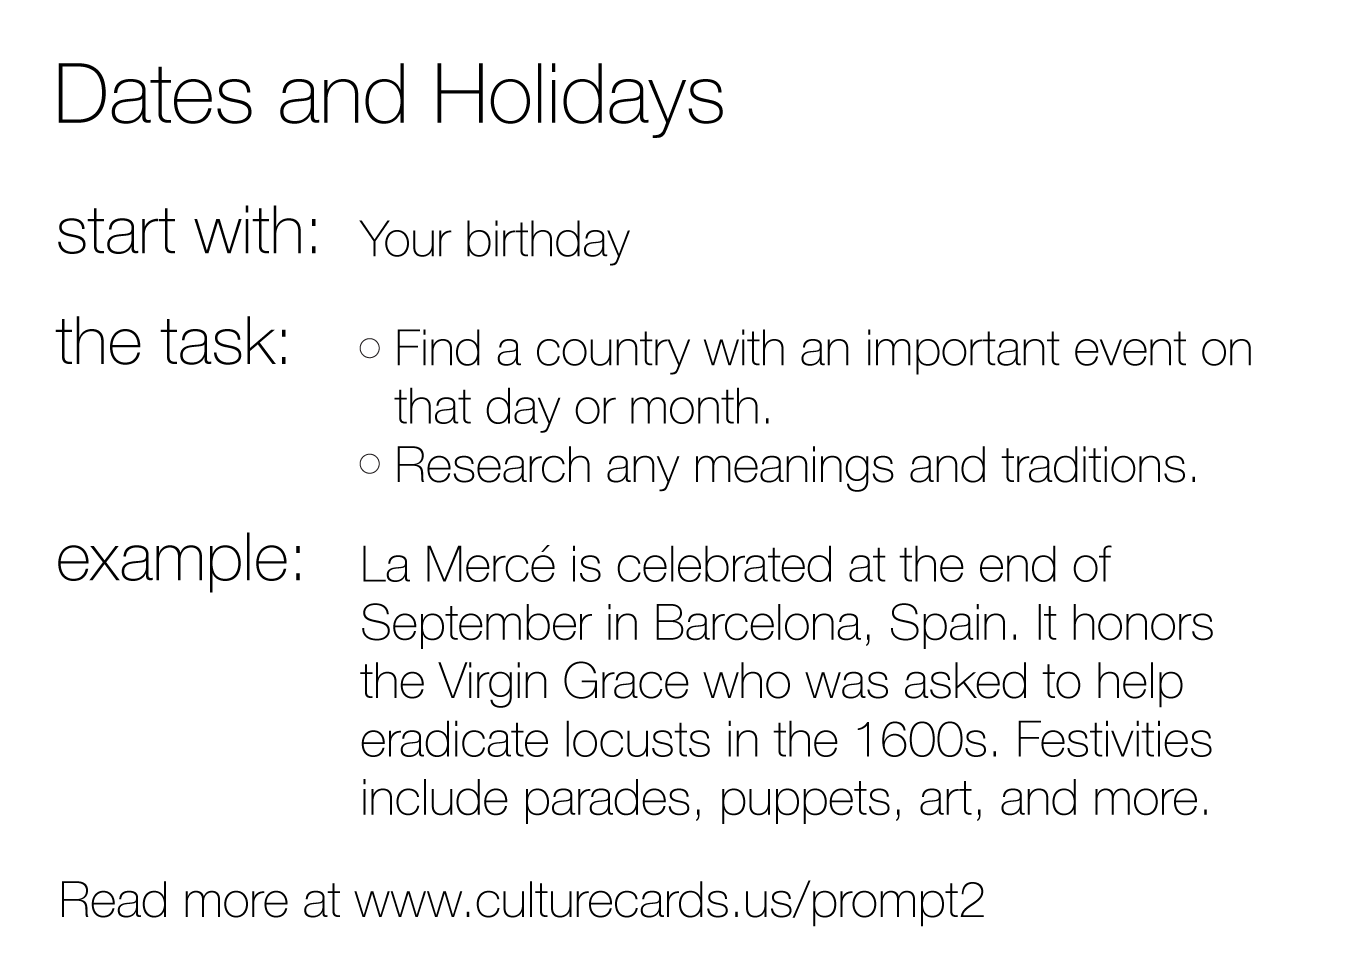 Dates and Holidays
start with: Your birthday
the task: ○ Find a country with an important event on
that day or month.
○ Research any meanings and traditions.
example: La Mercé is celebrated at the end of
September in Barcelona, Spain. It honors
the Virgin Grace who was asked to help
eradicate locusts in the 1600s. Festivities
include parades, puppets, art, and more.
Read more at www.culturecards.us/prompt2